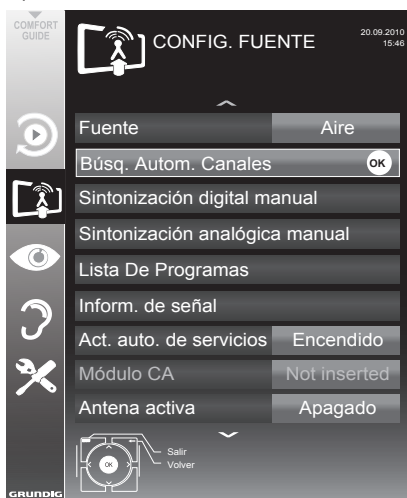 COMFORT
GUIDE
CONFIG. FUENTE
20.09.2010
15:46
Fuente
Aire
Búsq. Autom. Canales
OK
Sintonización digital manual
Sintonización analógica manual
Lista De Programas
Inform. de señal
Act. auto. de servicios
Encendido
Módulo CA
Not inserted
Antena activa
Apagado
OK
Salir
Volver
GRUNDIG